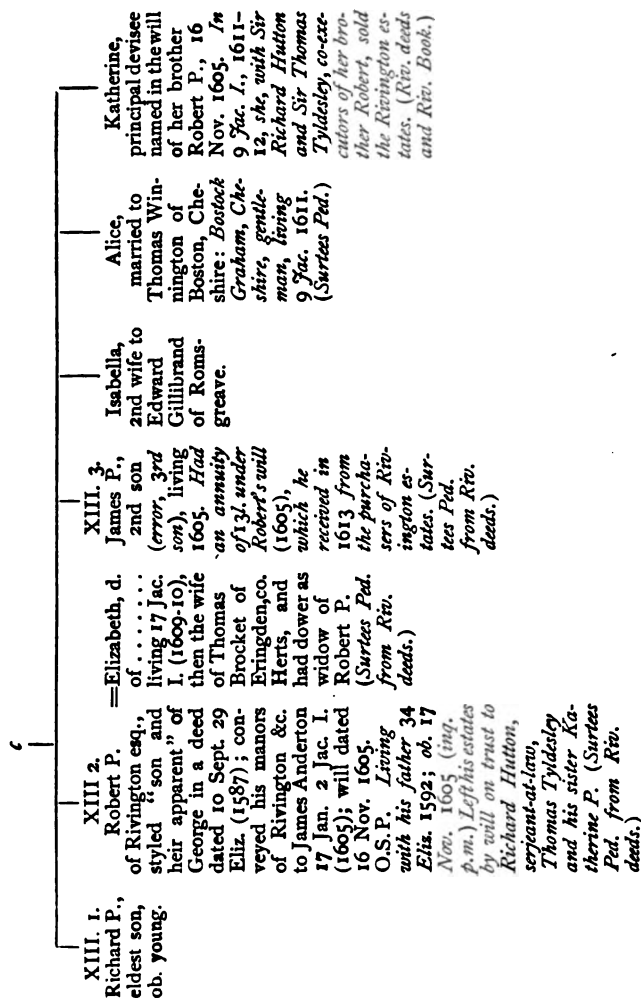 c
XIII. 1.
Richard P.,
eldest son,
ob. young.
XIII 2.
Robert P.
of Rivington esq.,
styled "son and
heir apparent" of
George in a deed
dated 10 Sept. 29
Eliz. (1587); con-
veyed his manors
of Rivington &c.
to James Anderton
17 Jan. 2 Jac. I.
(1605); will dated
16 Nov. 1605.
O.S.P. Living
with his father 34
Eliz. 1592; ob. 17
Nov. 1605 (inq.
p.m.) Left his estates
by will on trust to
Richard Hutton,
serjeant-at-law,
Thomas Tyldesley
and his sister Ka-
therine P. (Surtees
Ped. from Riv.
deeds.)
=Elizabeth, d.
of .......
living 17 Jac.
I. (1609-10),
then the wife
of Thomas
Brocket of
Eringden, co.
Herts, and
had dower as
widow of
Robert P.
(Surtees Ped.
from Riv.
deeds.)
XIII. 3.
James P.,
2nd son
(error, 3rd
son), living
1605. Had
an annuity
of 13l. under
Robert's will
(1605),
which he
received in
1613 from
the purcha-
sers of Riv-
ington es-
tates. (Sur-
tees Ped.
from Riv.
deeds.)
Isabella,
2nd wife to
Edward
Gillibrand
of Roms-
greave.
Alice,
married to
Thomas Win-
nington of
Boston, Che-
shire: Bostock
Graham, Che-
shire, gentle-
man, living
9 Jac. 1611.
(Surtees Ped.)
Katherine,
principal devisee
named in the will
of her brother
Robert P., 16
Nov. 1605. In
9 Jac. I., 1611-
12, she, with Sir
Richard Hutton
and Sir Thomas
Tyldesley, co-exe-
cutors of her bro-
ther Robert, sold
the Rivington es-
tates. (Riv. deeds
and Riv. Book.)